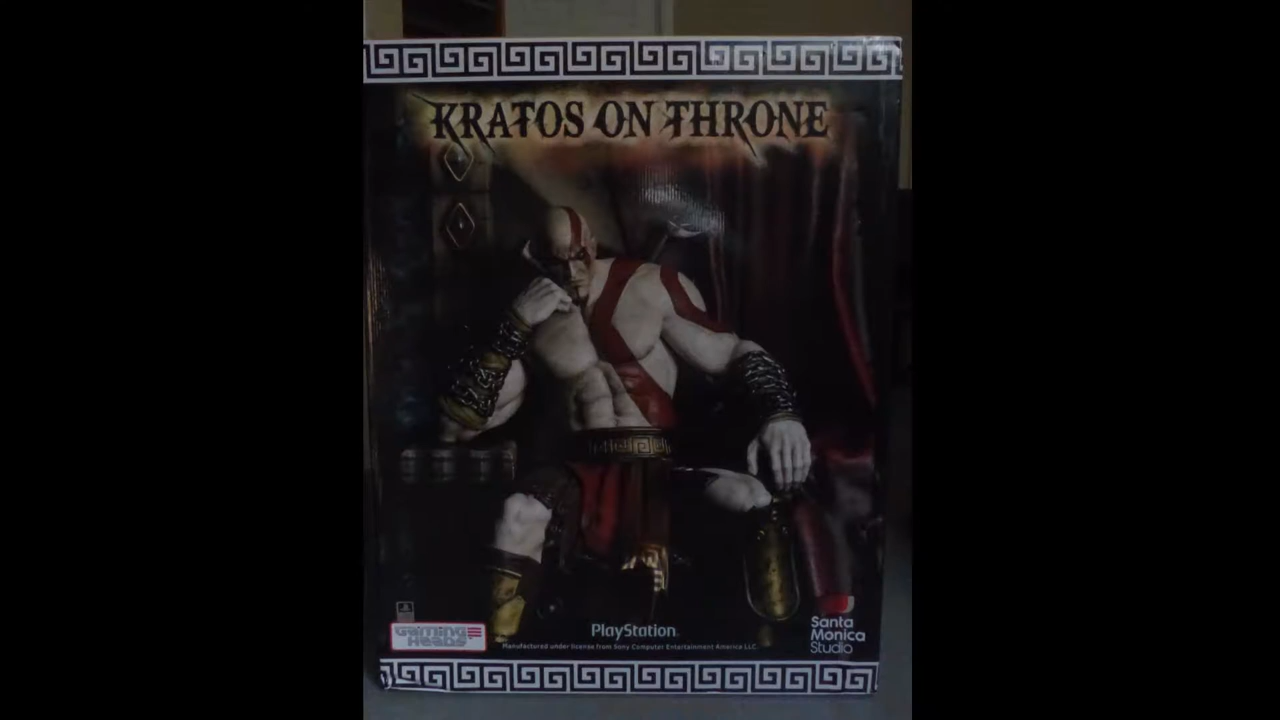 KRATOS ON THRONE
GAMING HEADS
PlayStation
Manufactured under license from Sony Computer Entertainment America LLC
Santa
Monica
Studio